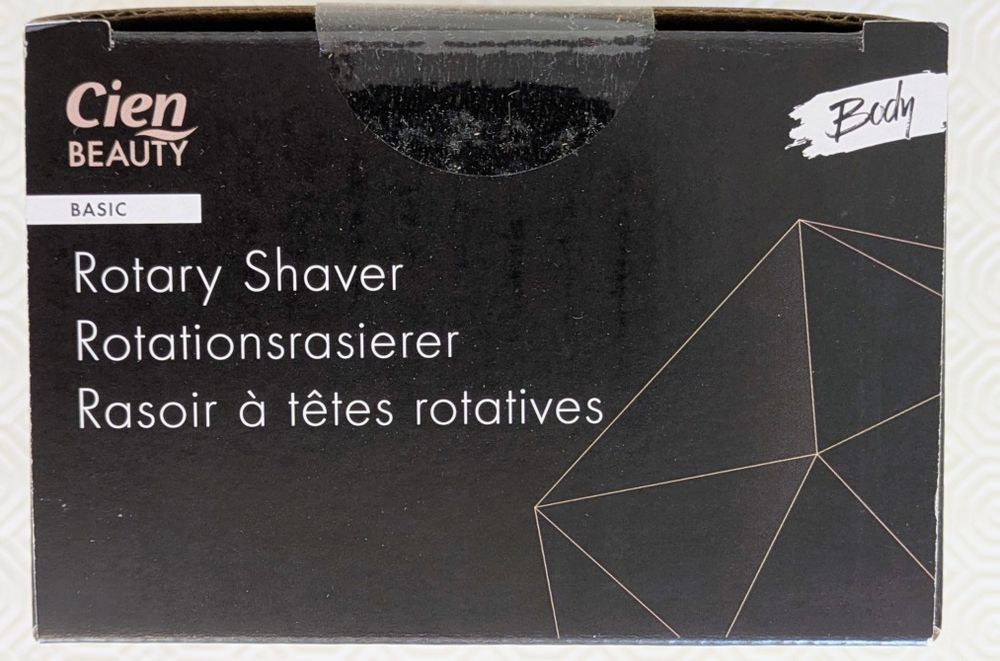 Cien
BEAUTY
Body
BASIC
Rotary Shaver
Rotationsrasierer
Rasoir à têtes rotatives